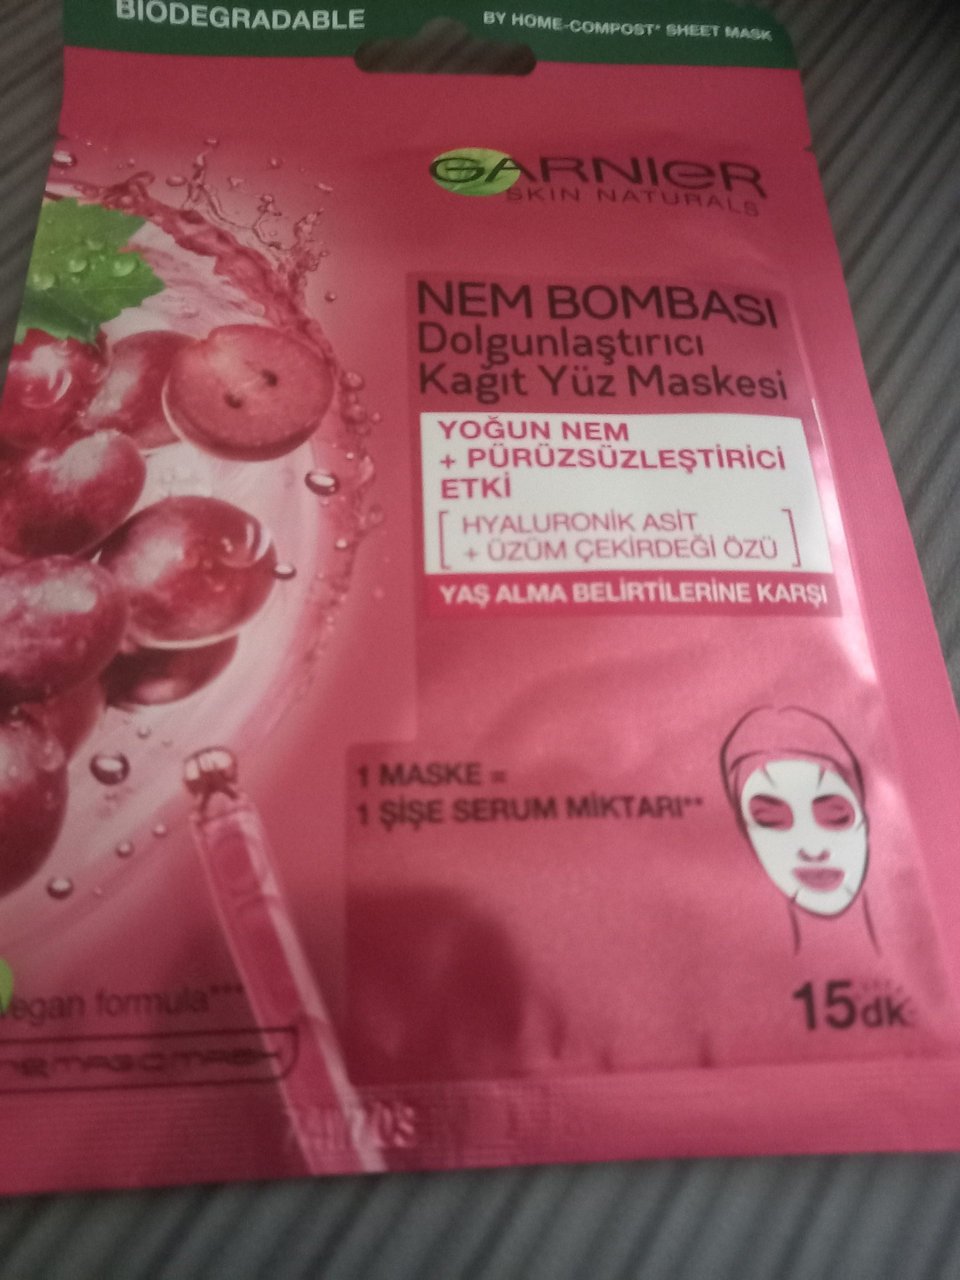 BIODEGRADABLE
BY HOME-COMPOST* SHEET MASK
GARNIER
SKIN NATURALS
NEM BOMBASI
Dolgunlaştırıcı
Kağıt Yüz Maskesi
YOĞUN NEM
+ PÜRÜZSÜZLEŞTİRİCİ
ETKİ
[ HYALURONİK ASİT
+ ÜZÜM ÇEKİRDEĞİ ÖZÜ ]
YAŞ ALMA BELİRTİLERİNE KARŞI
1 MASKE =
1 ŞİŞE SERUM MİKTARI**
15dk
vegan formula***